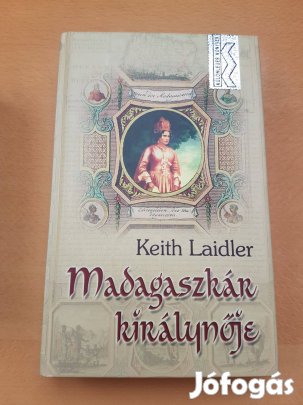 Keith Laidler
Madagaszkár
királynője
Jófogás